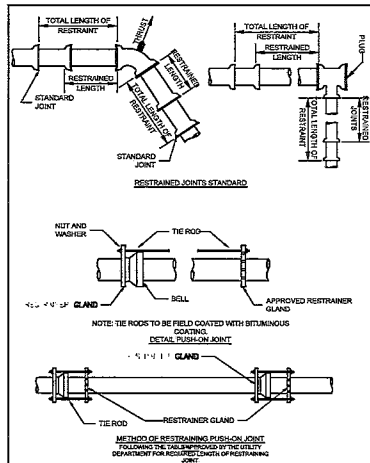 TOTAL LENGTH OF
RESTRAINT
THRUST
RESTRAINED
LENGTH
RESTRAINED
LENGTH
TOTAL LENGTH OF
RESTRAINT
STANDARD
JOINT
STANDARD
JOINT
TOTAL LENGTH OF
RESTRAINT
RESTRAINED
LENGTH
PLUG
TOTAL LENGTH OF
RESTRAINT
RESTRAINED
JOINTS
RESTRAINED JOINTS STANDARD
NUT AND
WASHER
TIE ROD
GLAND
BELL
APPROVED RESTRAINER
GLAND
NOTE: TIE RODS TO BE FIELD COATED WITH BITUMINOUS
COATING.
DETAIL PUSH-ON JOINT
GLAND
TIE ROD
RESTRAINER GLAND
METHOD OF RESTRAINING PUSH-ON JOINT
FOLLOWING THE TABLE APPROVED BY THE UTILITY
DEPARTMENT FOR REQUIRED LENGTH OF RESTRAINING
JOINT